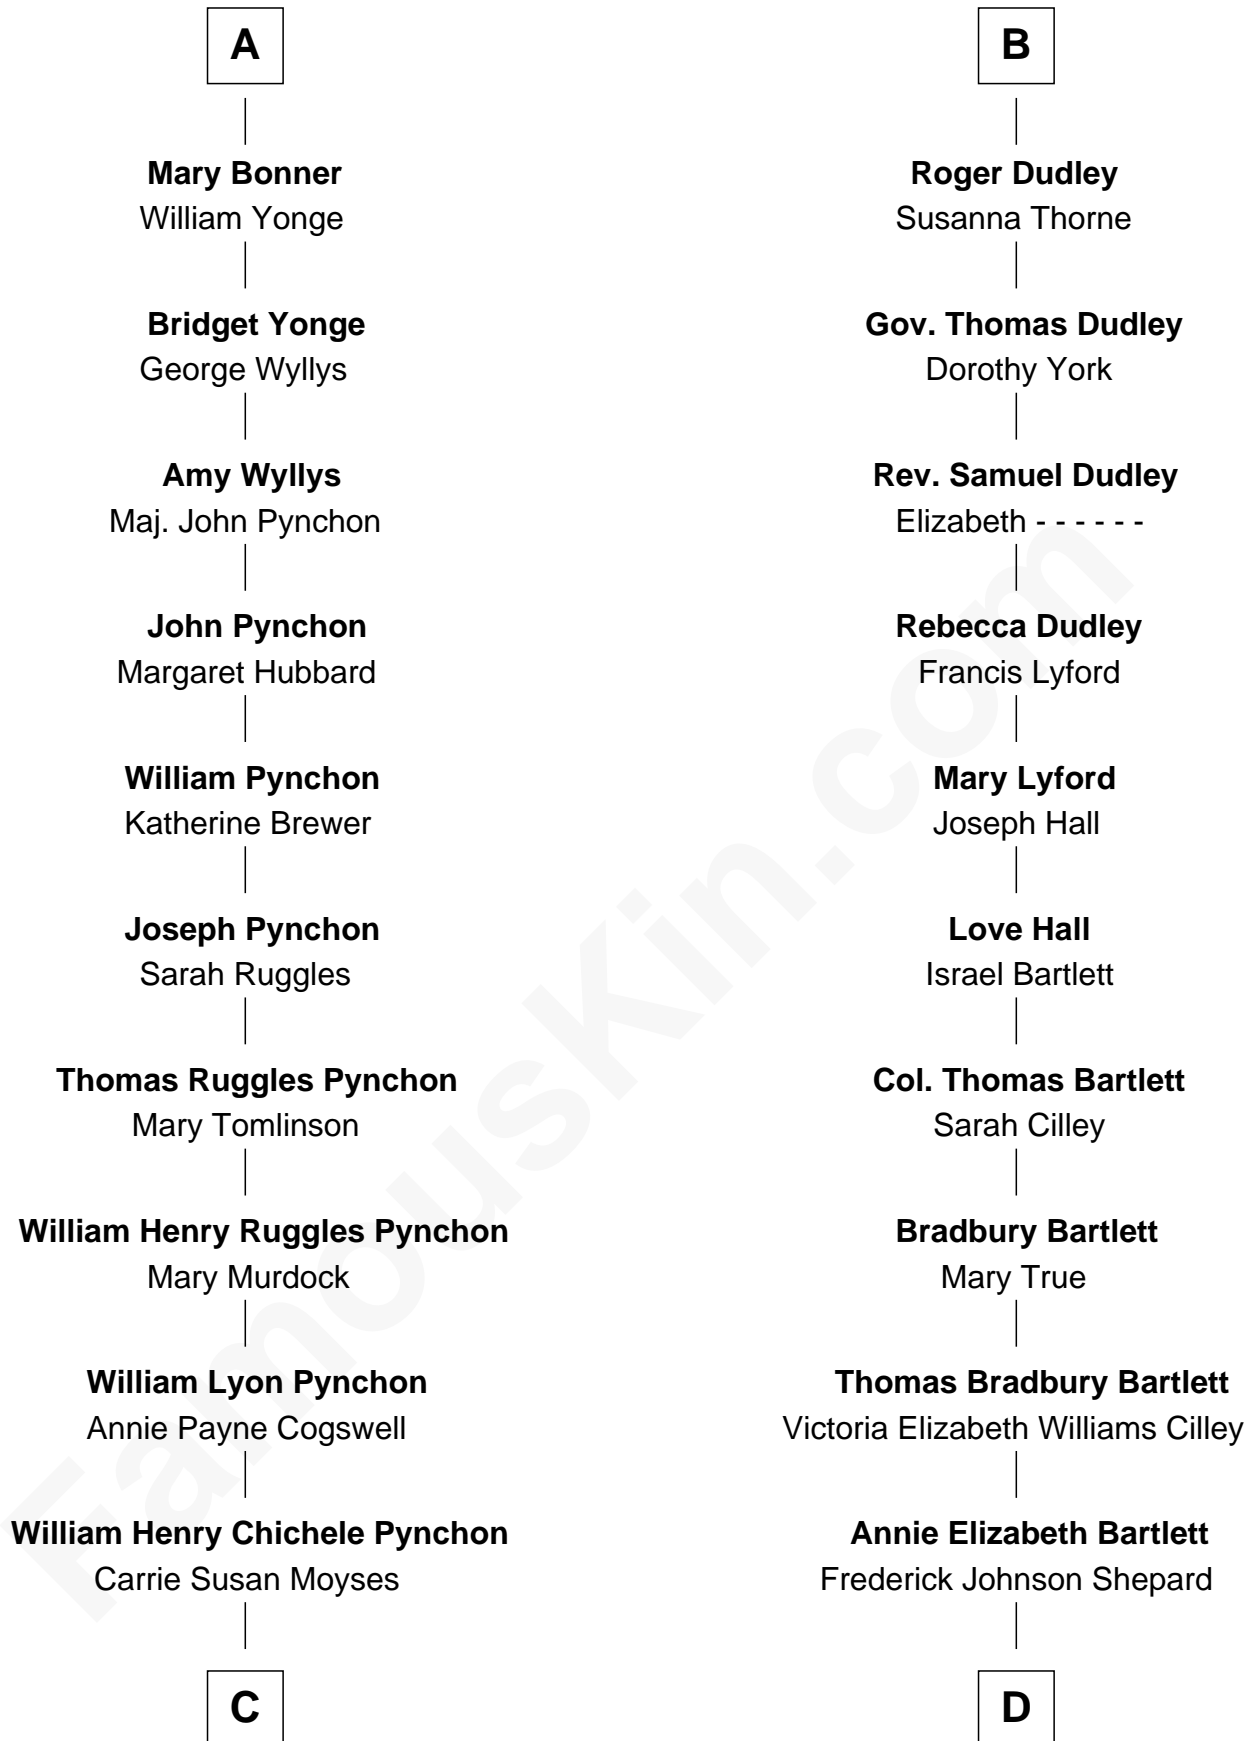 A
Mary Bonner
William Yonge
Bridget Yonge
George Wyllys
Amy Wyllys
Maj. John Pynchon
John Pynchon
Margaret Hubbard
William Pynchon
Katherine Brewer
Joseph Pynchon
Sarah Ruggles
Thomas Ruggles Pynchon
Mary Tomlinson
William Henry Ruggles Pynchon
Mary Murdock
William Lyon Pynchon
Annie Payne Cogswell
William Henry Chichele Pynchon
Carrie Susan Moyses
C
B
Roger Dudley
Susanna Thorne
Gov. Thomas Dudley
Dorothy York
Rev. Samuel Dudley
Elizabeth - - - - - -
Rebecca Dudley
Francis Lyford
Mary Lyford
Joseph Hall
Love Hall
Israel Bartlett
Col. Thomas Bartlett
Sarah Cilley
Bradbury Bartlett
Mary True
Thomas Bradbury Bartlett
Victoria Elizabeth Williams Cilley
Annie Elizabeth Bartlett
Frederick Johnson Shepard
D
FamousKin.com